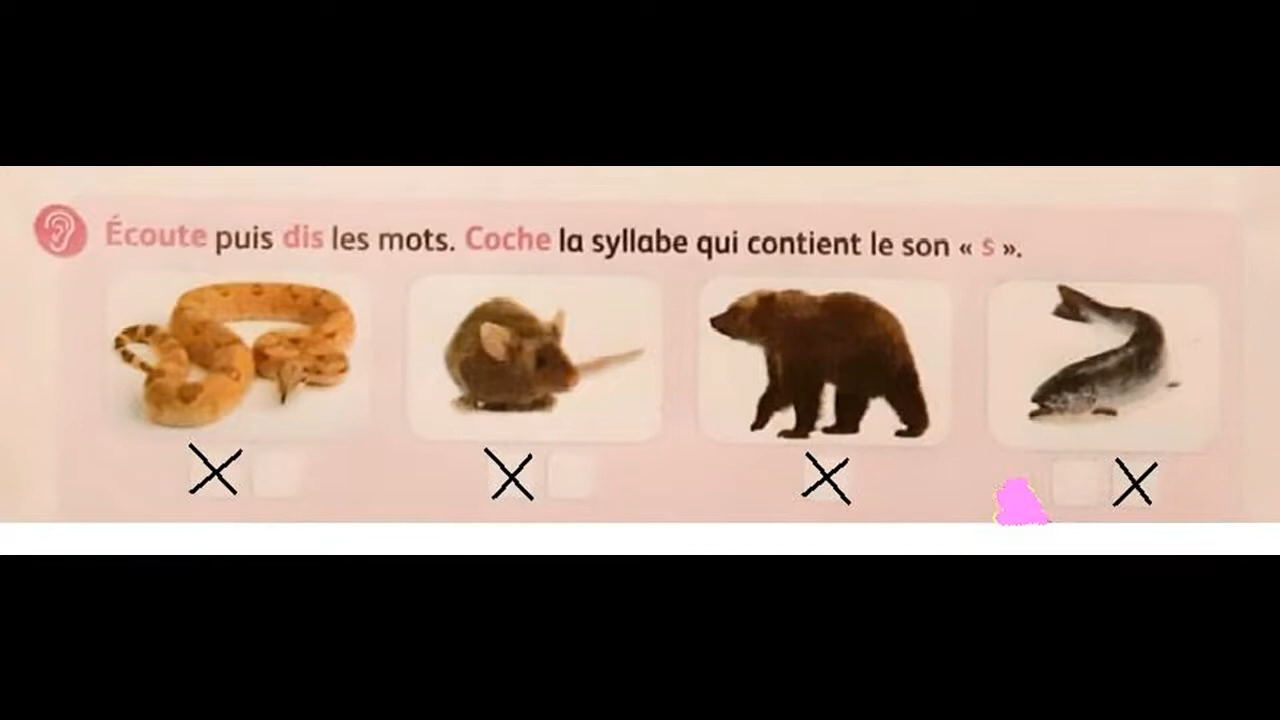 Écoute puis dis les mots. Coche la syllabe qui contient le son « s ».